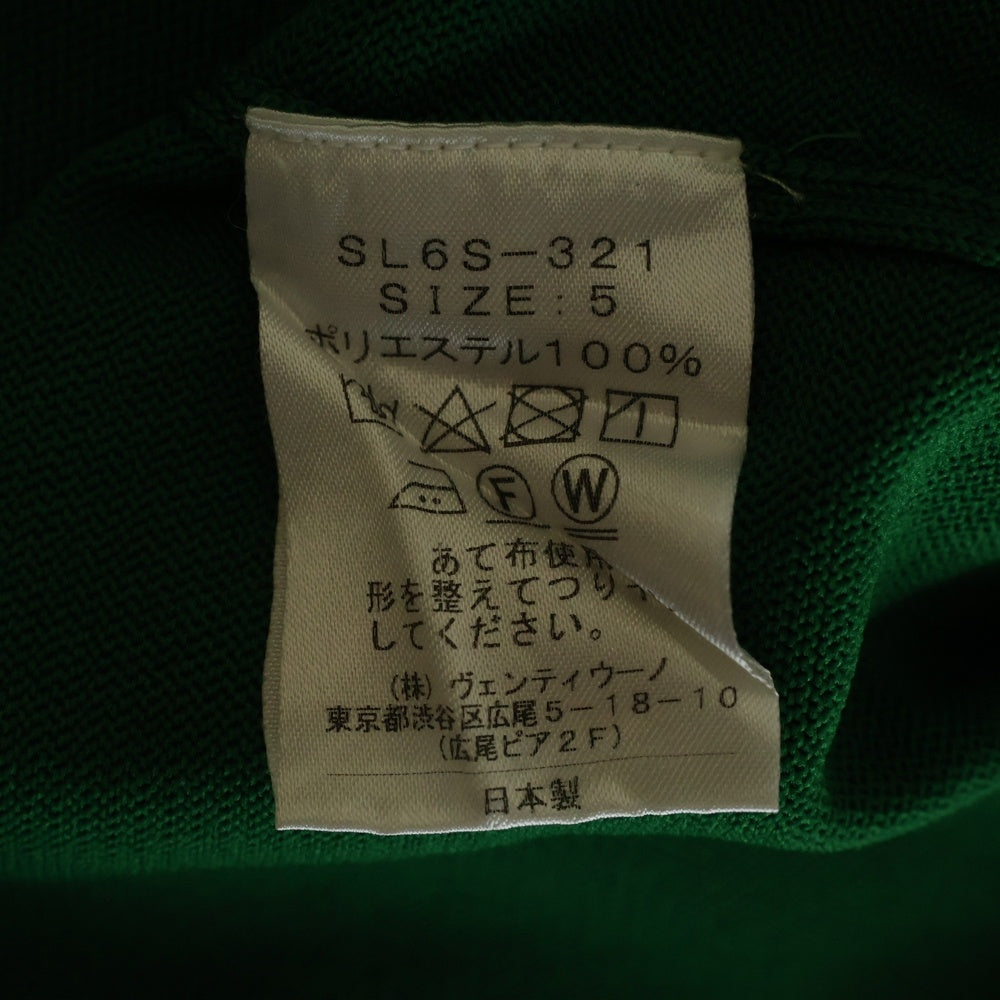 SL6S-321
SIZE:5
ポリエステル100%
F W
あて布使用
形を整えてつり
してください。
(株)ヴェンティウーノ
東京都渋谷区広尾5-18-10
(広尾ピア2F)
日本製